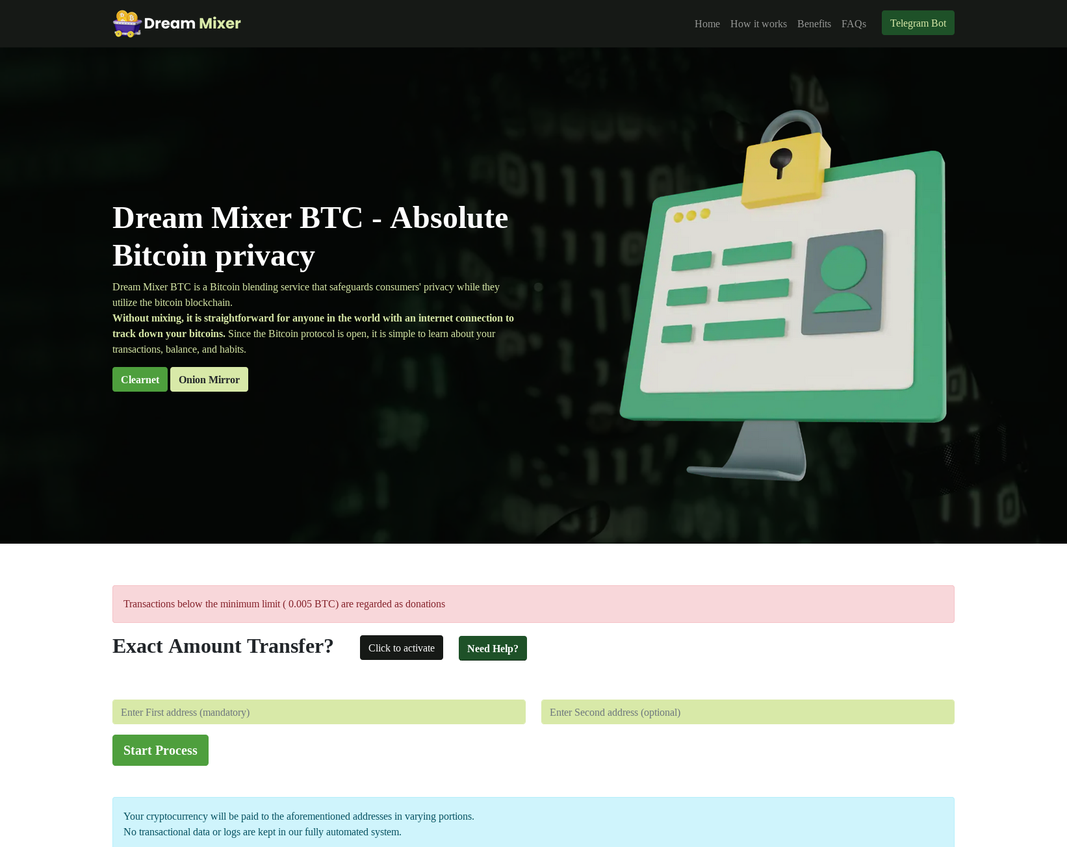 Dream Mixer
Home
How it works
Benefits
FAQs
Telegram Bot
Dream Mixer BTC - Absolute
Bitcoin privacy
Dream Mixer BTC is a Bitcoin blending service that safeguards consumers' privacy while they
utilize the bitcoin blockchain.
Without mixing, it is straightforward for anyone in the world with an internet connection to
track down your bitcoins. Since the Bitcoin protocol is open, it is simple to learn about your
transactions, balance, and habits.
Clearnet
Onion Mirror
Transactions below the minimum limit ( 0.005 BTC) are regarded as donations
Exact Amount Transfer?
Click to activate
Need Help?
Enter First address (mandatory)
Enter Second address (optional)
Start Process
Your cryptocurrency will be paid to the aforementioned addresses in varying portions.
No transactional data or logs are kept in our fully automated system.